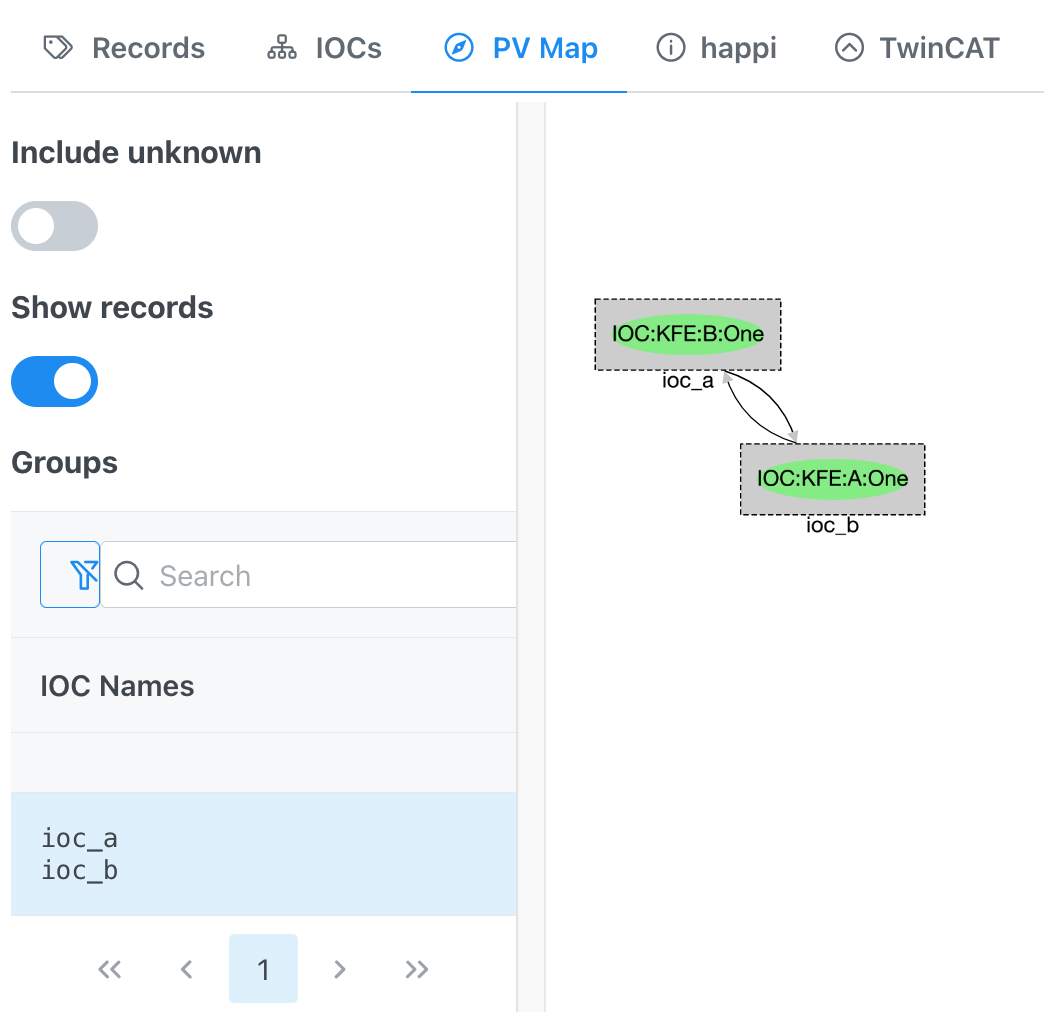 Records IOCs PV Map happi TwinCAT
Include unknown
Show records
Groups
Search
IOC Names
ioc_a
ioc_b
1
IOC:KFE:B:One
ioc_a
IOC:KFE:A:One
ioc_b